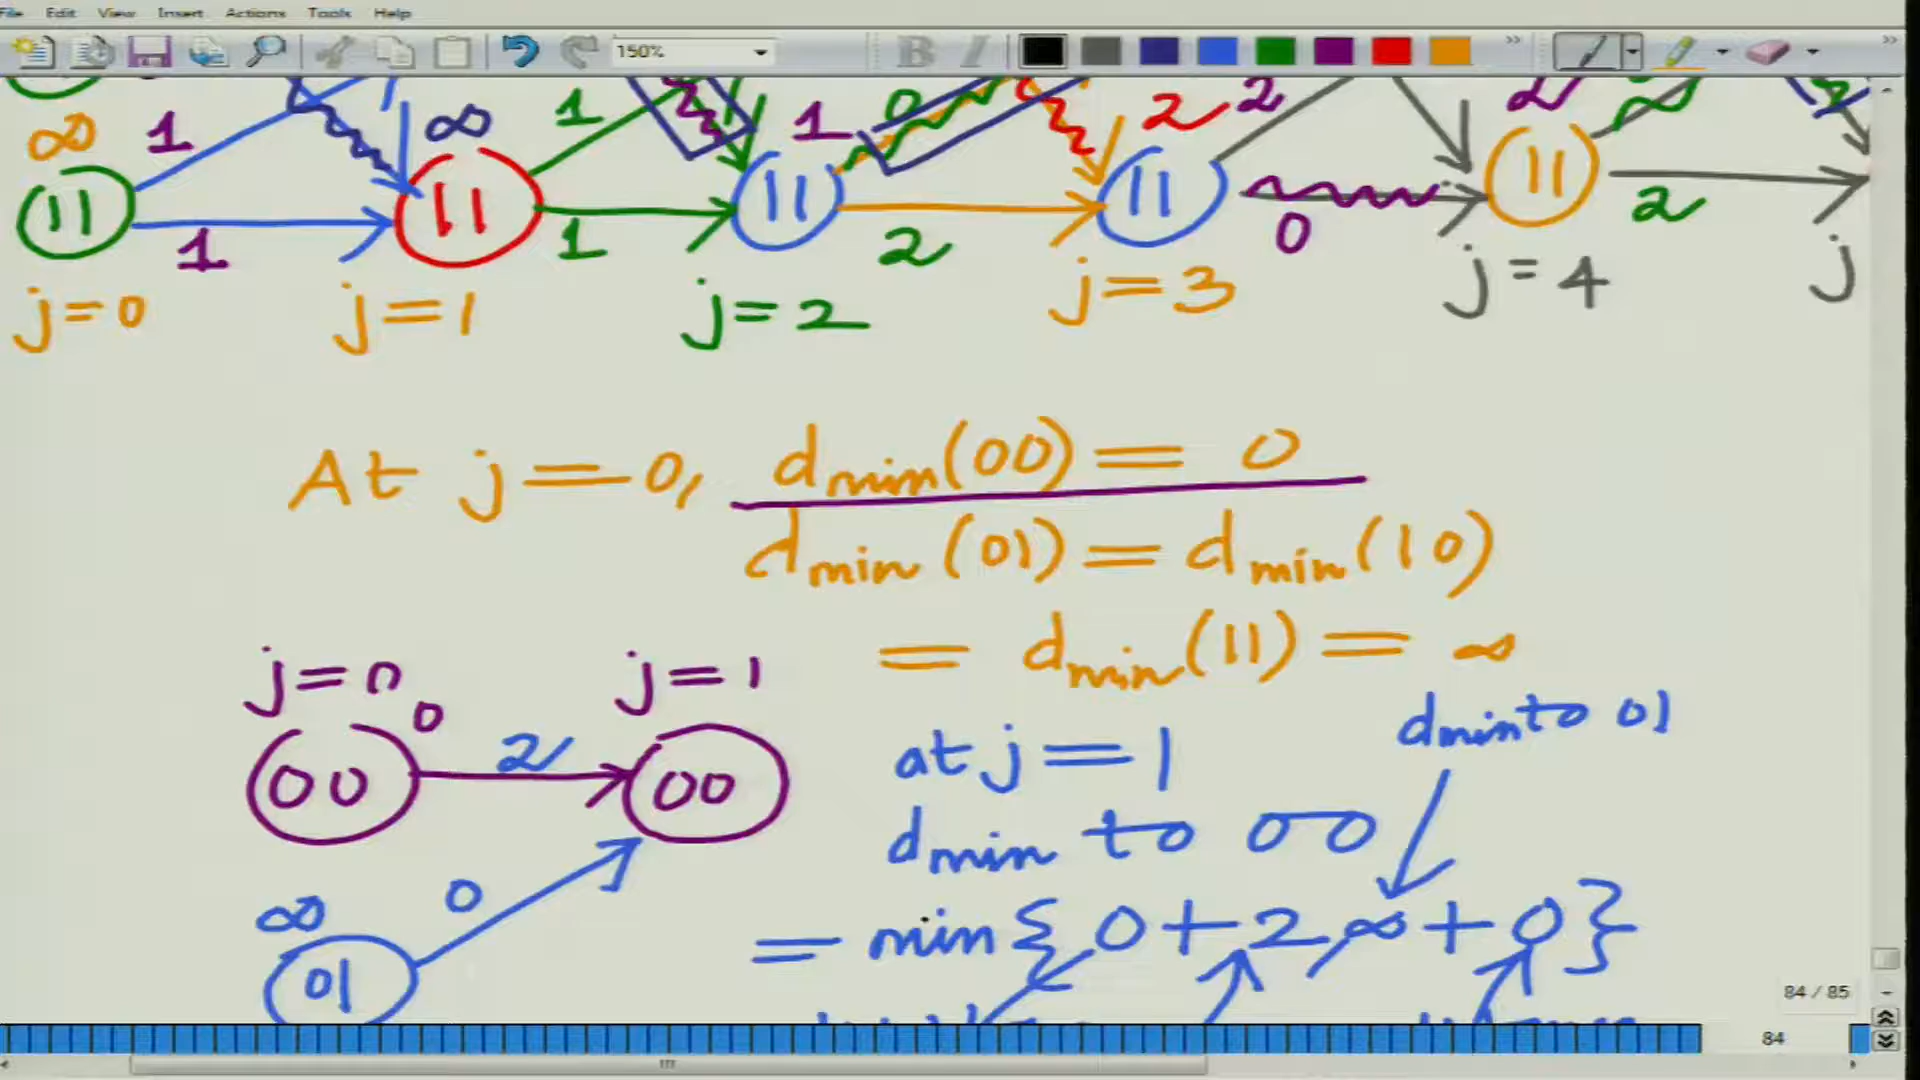 File Edit View Insert Actions Tools Help
150% B I
∞ 1 ∞ 1 1 0 2 2
11 11 11 11 11
1 1 2 0 2
j=0 j=1 j=2 j=3 j=4 j
At j=0, dmin(00) = 0
dmin(01) = dmin(10)
= dmin(11) = ∞
j=0 j=1
0 2
00 00
at j=1
dmin to 01
dmin to 00
∞ 0
01
= min{0+2, ∞+0}
84 / 85
84